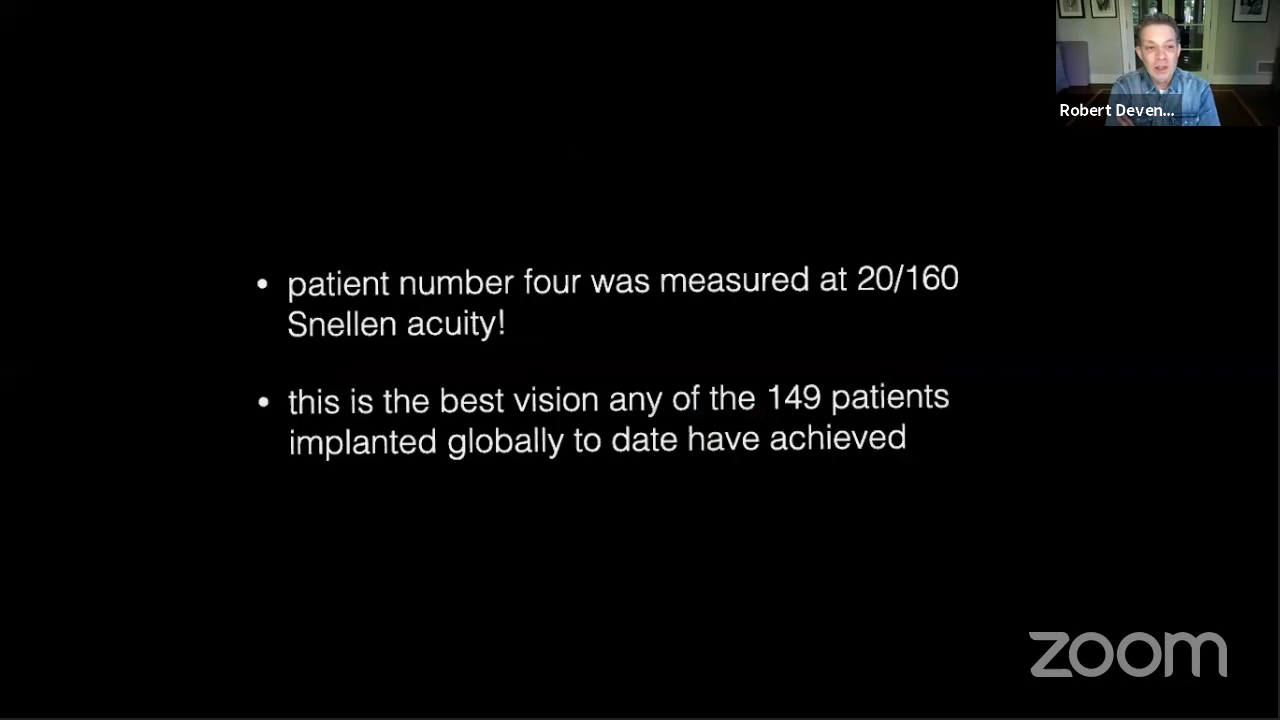 Robert Deven...
• patient number four was measured at 20/160
Snellen acuity!
• this is the best vision any of the 149 patients
implanted globally to date have achieved
zoom